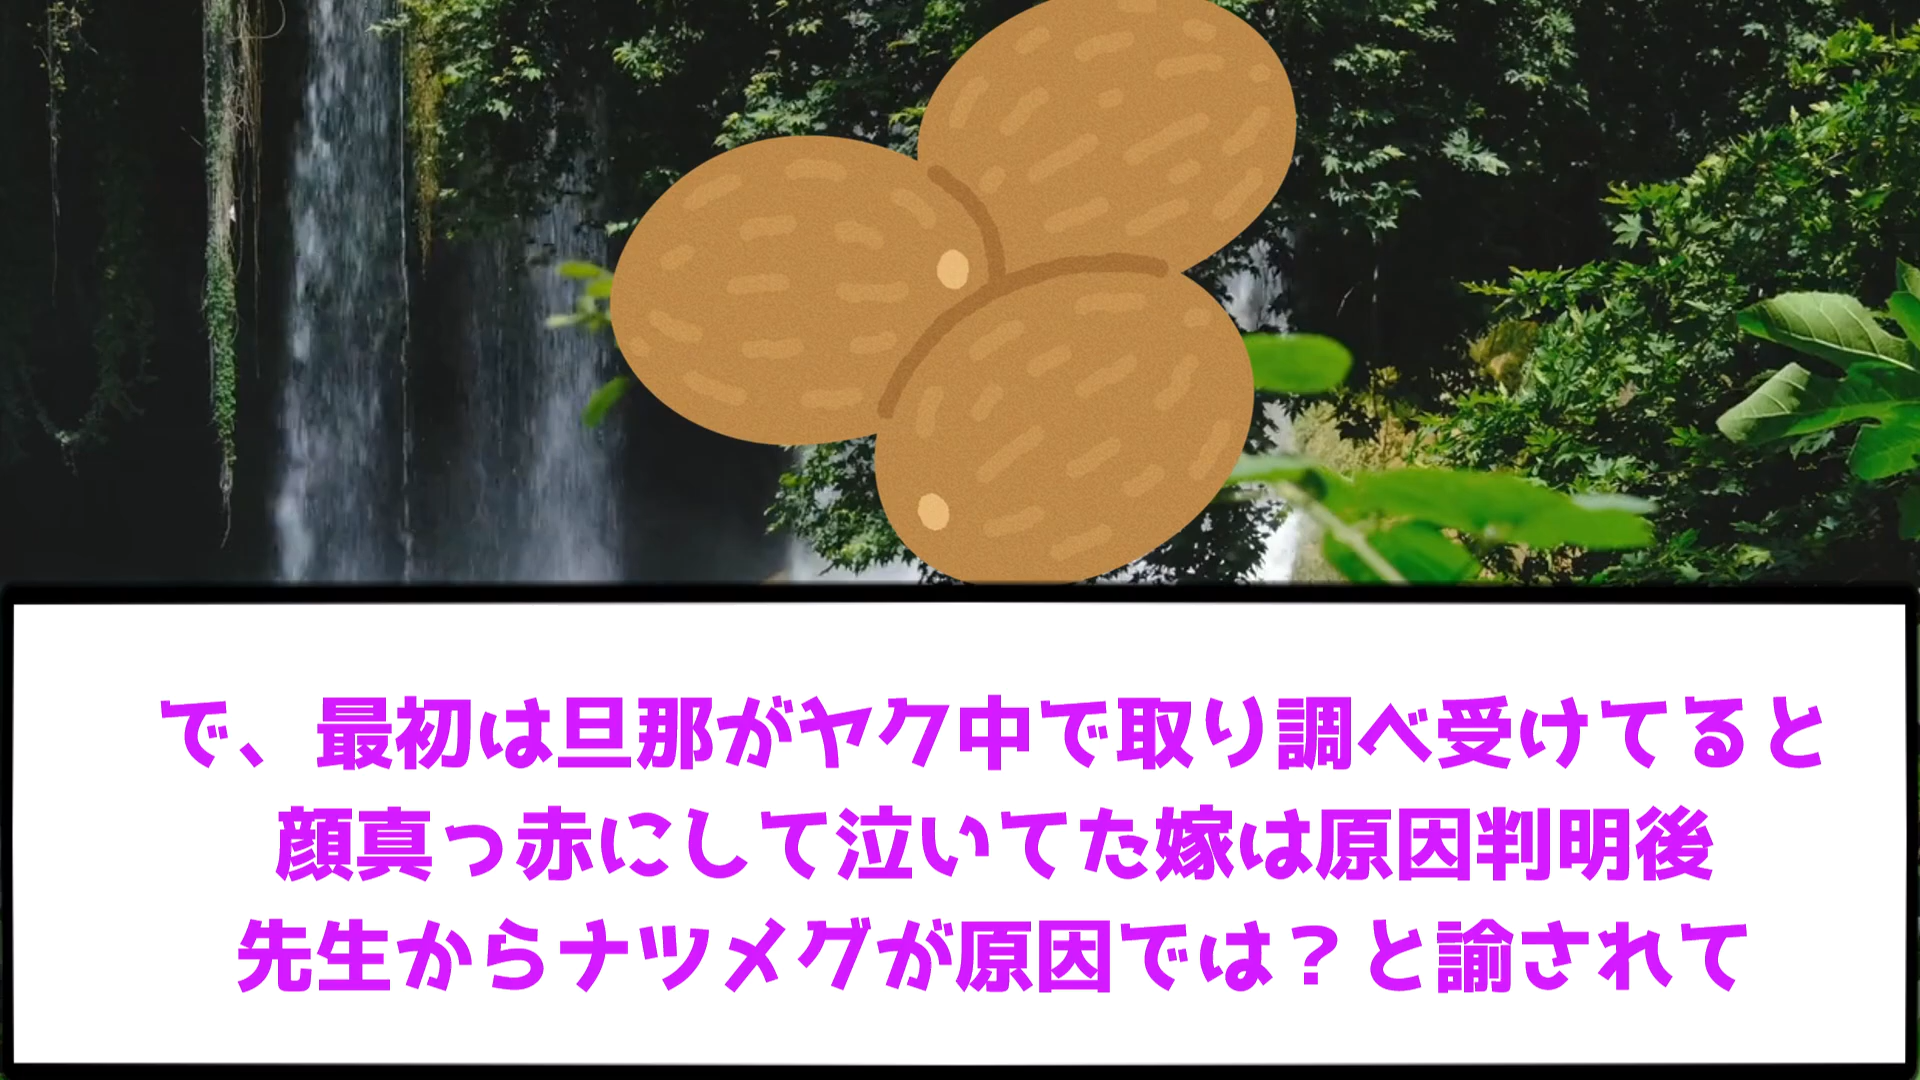 で、最初は旦那がヤク中で取り調べ受けてると
顔真っ赤にして泣いてた嫁は原因判明後
先生からナツメグが原因では？と諭されて